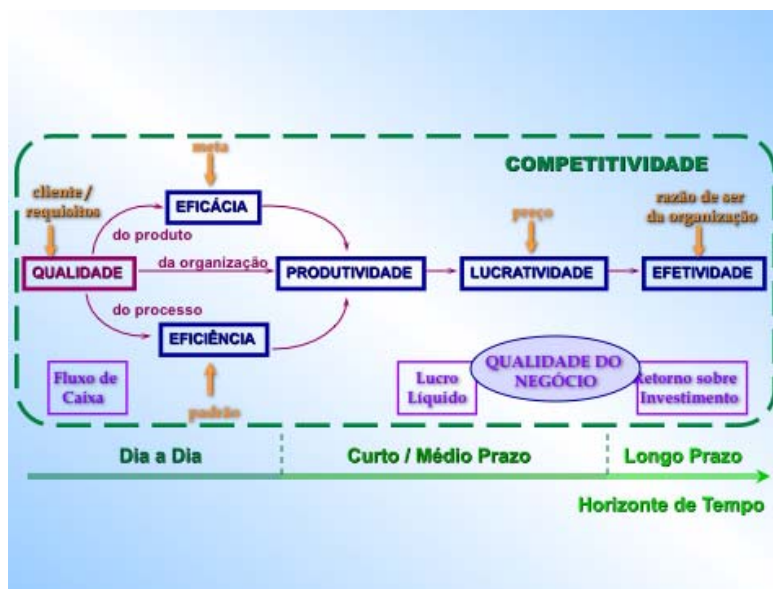 meta
COMPETITIVIDADE
cliente/
requisitos
EFICÁCIA
preço
razão de ser
da organização
do produto
QUALIDADE
da organização
PRODUTIVIDADE
LUCRATIVIDADE
EFETIVIDADE
do processo
EFICIÊNCIA
Fluxo de
Caixa
padrão
Lucro
Líquido
QUALIDADE DO
NEGÓCIO
Retorno sobre
Investimento
Dia a Dia
Curto / Médio Prazo
Longo Prazo
Horizonte de Tempo